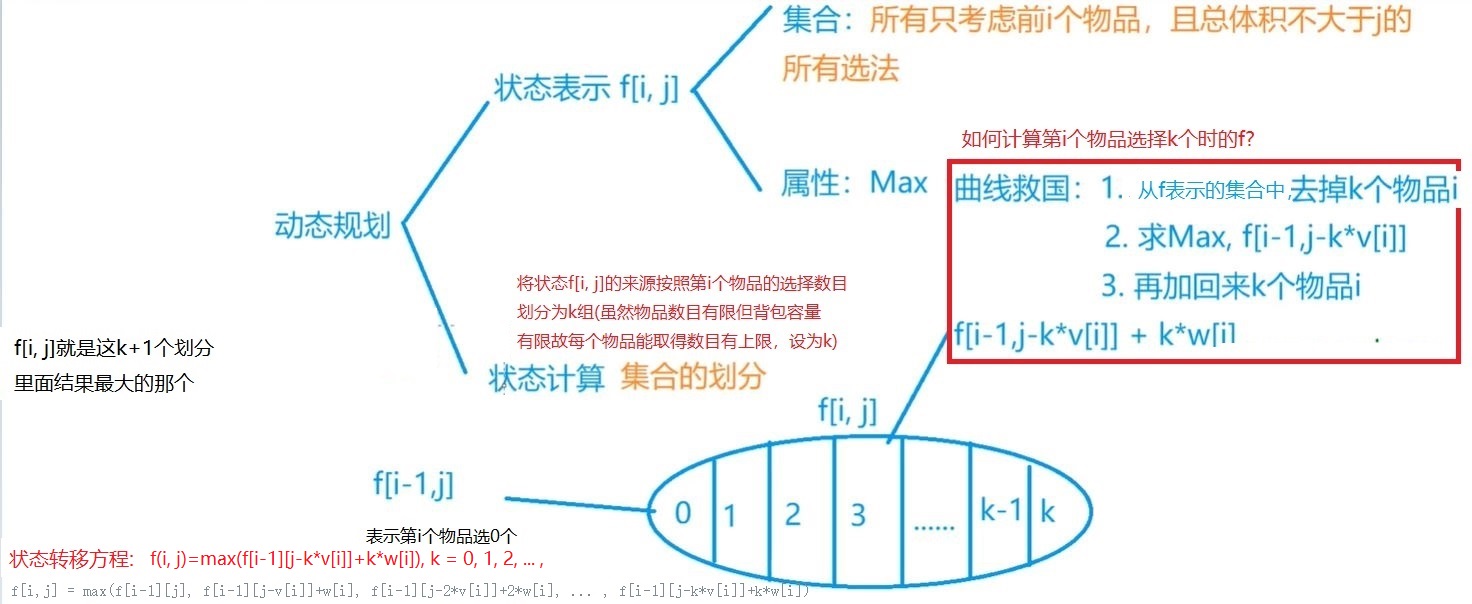 集合：所有只考虑前i个物品，且总体积不大于j的
所有选法
状态表示 f[i, j]
如何计算第i个物品选择k个时的f?
属性：Max
曲线救国：1. 从f表示的集合中,去掉k个物品i
2. 求Max, f[i-1,j-k*v[i]]
3. 再加回来k个物品i
f[i-1,j-k*v[i]] + k*w[i]
动态规划
将状态f[i, j]的来源按照第i个物品的选择数目
划分为k组(虽然物品数目有限但背包容量
有限故每个物品能取得数目有上限，设为k)
f[i, j]就是这k+1个划分
里面结果最大的那个
状态计算 集合的划分
f[i, j]
f[i-1,j]
0 1 2 3 ...... k-1 k
表示第i个物品选0个
状态转移方程： f(i, j)=max(f[i-1][j-k*v[i]]+k*w[i]), k = 0, 1, 2, ... ,
f[i,j] = max(f[i-1][j], f[i-1][j-v[i]]+w[i], f[i-1][j-2*v[i]]+2*w[i], ... , f[i-1][j-k*v[i]]+k*w[i])